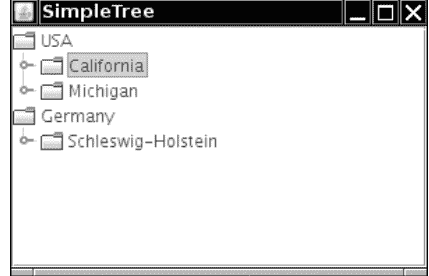 SimpleTree
USA
California
Michigan
Germany
Schleswig-Holstein